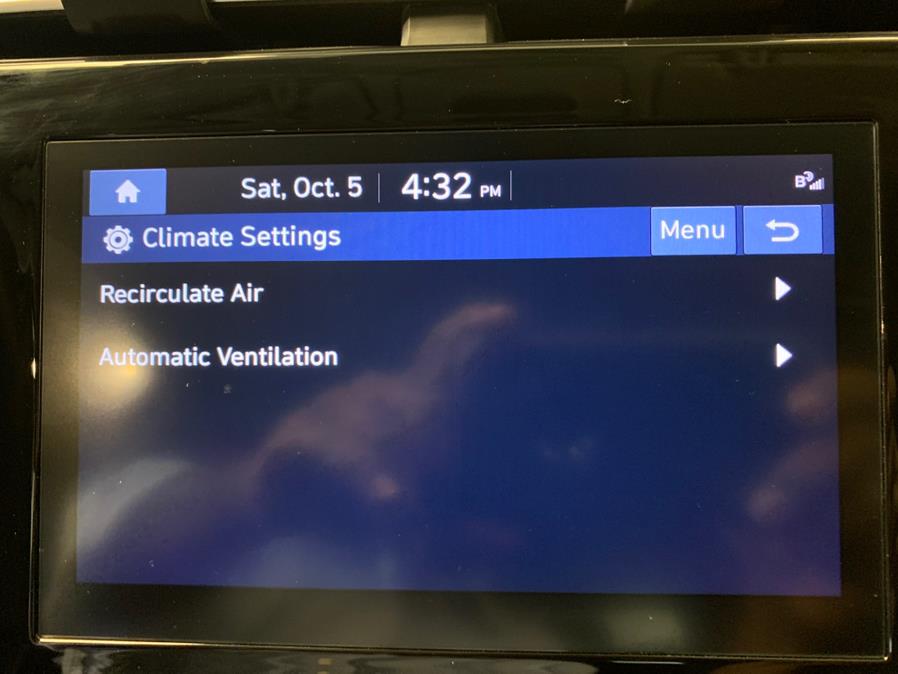 Sat, Oct. 5 4:32 PM B
Climate Settings Menu
Recirculate Air
Automatic Ventilation